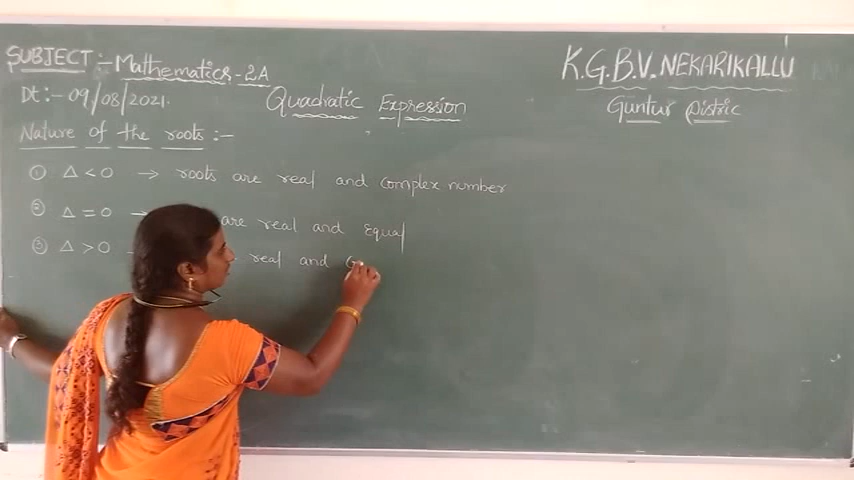 SUBJECT :- Mathematics - 2A
K.G.B.V. NEKARIKALLU
Dt :- 09/08/2021.
Quadratic Expression
Guntur Distric
Nature of the roots :-
① Δ < 0 → roots are real and complex number
② Δ = 0 → are real and Equal
③ Δ > 0 - real and